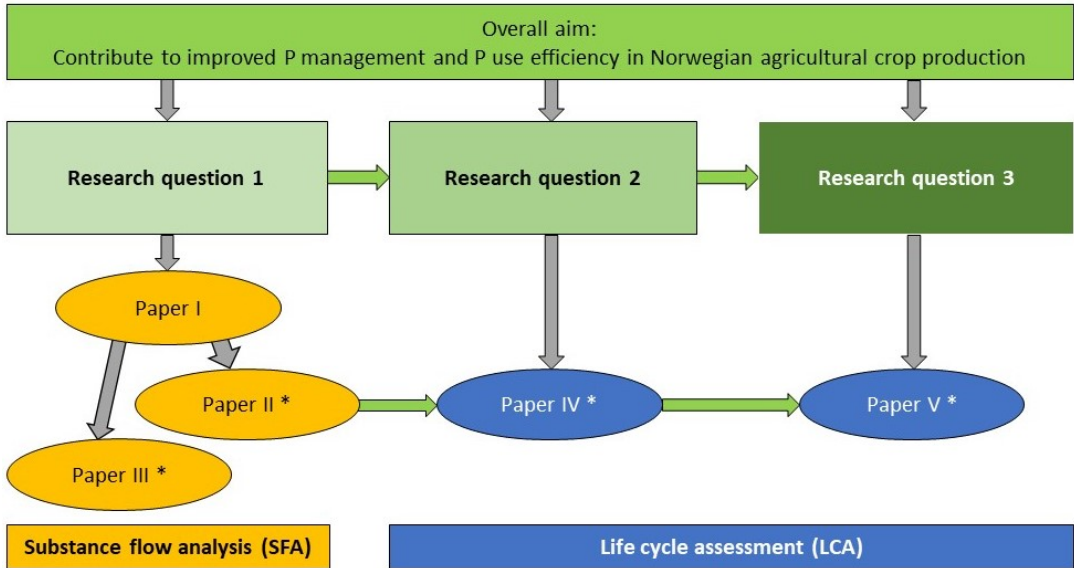 Overall aim:
Contribute to improved P management and P use efficiency in Norwegian agricultural crop production
Research question 1
Research question 2
Research question 3
Paper I
Paper II *
Paper IV *
Paper V *
Paper III *
Substance flow analysis (SFA)
Life cycle assessment (LCA)